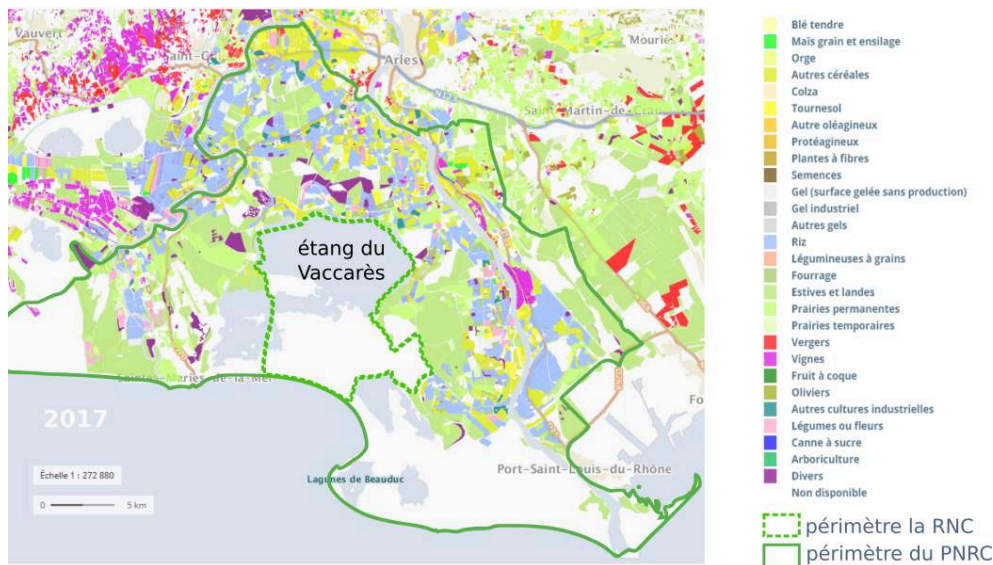 Vauvert
Saint-G
Arles
Mouriè
N113
Saint-Martin-de-Crau
étang du
Vaccarès
Saintes-Maries-de-la-Mer
Fo
2017
Échelle 1 : 272 880
0 5 km
Lagunes de Beauduc
Port-Saint-Louis-du-Rhône
Blé tendre
Maïs grain et ensilage
Orge
Autres céréales
Colza
Tournesol
Autre oléagineux
Protéagineux
Plantes à fibres
Semences
Gel (surface gelée sans production)
Gel industriel
Autres gels
Riz
Légumineuses à grains
Fourrage
Estives et landes
Prairies permanentes
Prairies temporaires
Vergers
Vignes
Fruit à coque
Oliviers
Autres cultures industrielles
Légumes ou fleurs
Canne à sucre
Arboriculture
Divers
Non disponible
périmètre la RNC
périmètre du PNRC